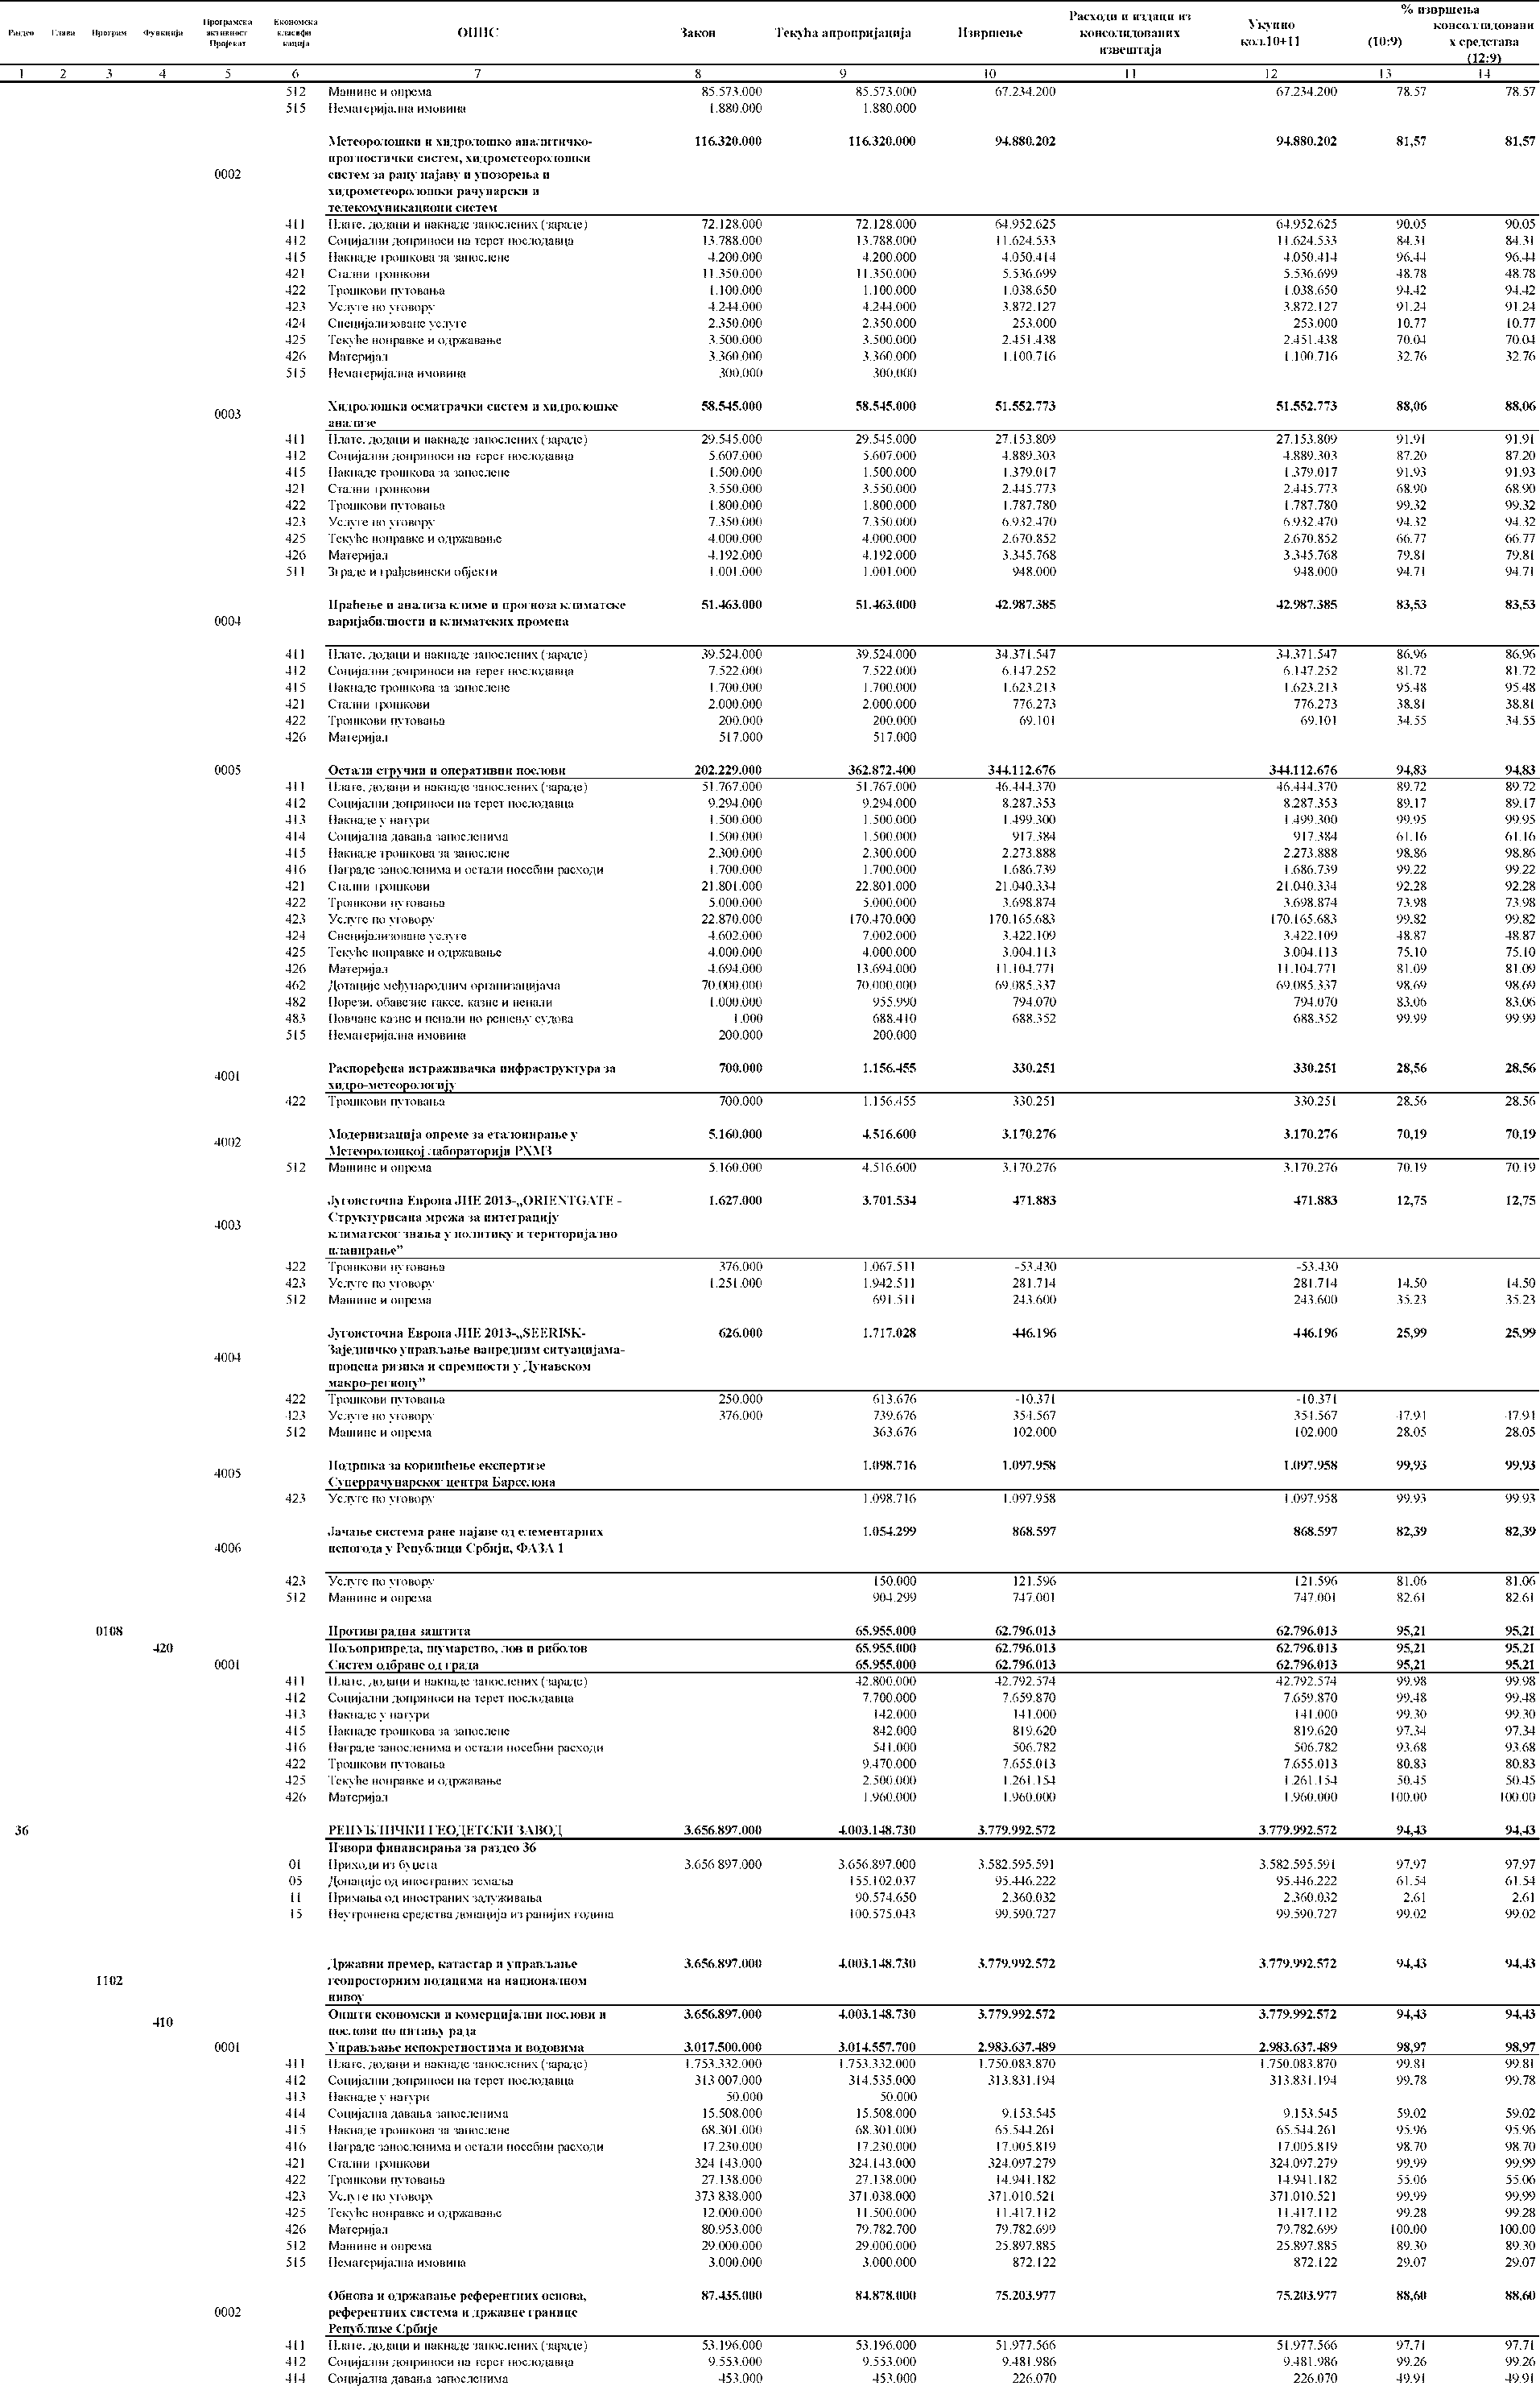 Раздео Глава Програм Функција Програмска активност Пројекат Економска класификација ОПИС Закон Текућа апропријација Извршење Расходи и издаци из консолидованих извештаја Укупно кол.10+11 % извршења (10:9) консолидованих средстава (12:9)
1 2 3 4 5 6 7 8 9 10 11 12 13 14
512 Машине и опрема 85.573.000 85.573.000 67.234.200 67.234.200 78.57 78.57
515 Нематеријална имовина 1.880.000 1.880.000
0002 Метеоролошки и хидролошко аналитичко- 116.320.000 116.320.000 94.880.202 94.880.202 81,57 81,57
прогностички систем, хидрометеоролошки
систем за рану најаву и упозорења и
хидрометеоролошки рачунарски и
телекомуникациони систем
411 Плате, додаци и накнаде запослених (зараде) 72.128.000 72.128.000 64.952.625 64.952.625 90.05 90.05
412 Социјални доприноси на терет послодавца 13.788.000 13.788.000 11.624.533 11.624.533 84.31 84.31
415 Накнаде трошкова за запослене 4.200.000 4.200.000 4.050.414 4.050.414 96.44 96.44
421 Стални трошкови 11.350.000 11.350.000 5.536.699 5.536.699 48.78 48.78
422 Трошкови путовања 1.100.000 1.100.000 1.038.650 1.038.650 94.42 94.42
423 Услуге по уговору 4.244.000 4.244.000 3.872.127 3.872.127 91.24 91.24
424 Специјализоване услуге 2.350.000 2.350.000 253.000 253.000 10.77 10.77
425 Текуће поправке и одржавање 3.500.000 3.500.000 2.451.438 2.451.438 70.04 70.04
426 Материјал 3.360.000 3.360.000 1.100.716 1.100.716 32.76 32.76
515 Нематеријална имовина 300.000 300.000
0003 Хидролошки осматрачки систем и хидролошке 58.545.000 58.545.000 51.552.773 51.552.773 88,06 88,06
анализе
411 Плате, додаци и накнаде запослених (зараде) 29.545.000 29.545.000 27.153.809 27.153.809 91.91 91.91
412 Социјални доприноси на терет послодавца 5.607.000 5.607.000 4.889.303 4.889.303 87.20 87.20
415 Накнаде трошкова за запослене 1.500.000 1.500.000 1.379.017 1.379.017 91.93 91.93
421 Стални трошкови 3.550.000 3.550.000 2.445.773 2.445.773 68.90 68.90
422 Трошкови путовања 1.800.000 1.800.000 1.787.780 1.787.780 99.32 99.32
423 Услуге по уговору 7.350.000 7.350.000 6.932.470 6.932.470 94.32 94.32
425 Текуће поправке и одржавање 4.000.000 4.000.000 2.670.852 2.670.852 66.77 66.77
426 Материјал 4.192.000 4.192.000 3.345.768 3.345.768 79.81 79.81
511 Зграде и грађевински објекти 1.001.000 1.001.000 948.000 948.000 94.71 94.71
0004 Праћење и анализа климе и прогноза климатске 51.463.000 51.463.000 42.987.385 42.987.385 83,53 83,53
варијабилности и климатских промена
411 Плате, додаци и накнаде запослених (зараде) 39.524.000 39.524.000 34.371.547 34.371.547 86.96 86.96
412 Социјални доприноси на терет послодавца 7.522.000 7.522.000 6.147.252 6.147.252 81.72 81.72
415 Накнаде трошкова за запослене 1.700.000 1.700.000 1.623.213 1.623.213 95.48 95.48
421 Стални трошкови 2.000.000 2.000.000 776.273 776.273 38.81 38.81
422 Трошкови путовања 200.000 200.000 69.101 69.101 34.55 34.55
426 Материјал 517.000 517.000
0005 Остали стручни и оперативни послови 202.229.000 362.872.400 344.112.676 344.112.676 94,83 94,83
411 Плате, додаци и накнаде запослених (зараде) 51.767.000 51.767.000 46.444.370 46.444.370 89.72 89.72
412 Социјални доприноси на терет послодавца 9.294.000 9.294.000 8.287.353 8.287.353 89.17 89.17
413 Накнаде у натури 1.500.000 1.500.000 1.499.300 1.499.300 99.95 99.95
414 Социјална давања запосленима 1.500.000 1.500.000 917.384 917.384 61.16 61.16
415 Накнаде трошкова за запослене 2.300.000 2.300.000 2.273.888 2.273.888 98.86 98.86
416 Награде запосленима и остали посебни расходи 1.700.000 1.700.000 1.686.739 1.686.739 99.22 99.22
421 Стални трошкови 21.801.000 22.801.000 21.040.334 21.040.334 92.28 92.28
422 Трошкови путовања 5.000.000 5.000.000 3.698.874 3.698.874 73.98 73.98
423 Услуге по уговору 22.870.000 170.470.000 170.165.683 170.165.683 99.82 99.82
424 Специјализоване услуге 4.602.000 7.002.000 3.422.109 3.422.109 48.87 48.87
425 Текуће поправке и одржавање 4.000.000 4.000.000 3.004.113 3.004.113 75.10 75.10
426 Материјал 4.694.000 13.694.000 11.104.771 11.104.771 81.09 81.09
462 Дотације међународним организацијама 70.000.000 70.000.000 69.085.337 69.085.337 98.69 98.69
482 Порези, обавезне таксе, казне и пенали 1.000.000 955.990 794.070 794.070 83.06 83.06
483 Новчане казне и пенали по решењу судова 1.000 688.410 688.352 688.352 99.99 99.99
515 Нематеријална имовина 200.000 200.000
4001 Распоређена истраживачка инфраструктура за 700.000 1.156.455 330.251 330.251 28,56 28,56
хидро-метеорологију
422 Трошкови путовања 700.000 1.156.455 330.251 330.251 28.56 28.56
4002 Модернизација опреме за еталонирање у 5.160.000 4.516.600 3.170.276 3.170.276 70,19 70,19
Метеоролошкој лабораторији РХМЗ
512 Машине и опрема 5.160.000 4.516.600 3.170.276 3.170.276 70.19 70.19
4003 Југоисточна Европа ЈИЕ 2013-„ORIENTGATE - 1.627.000 3.701.534 471.883 471.883 12,75 12,75
Структурисана мрежа за интеграцију
климатског знања у политику и територијално
планирање”
422 Трошкови путовања 376.000 1.067.511 -53.430 -53.430
423 Услуге по уговору 1.251.000 1.942.511 281.714 281.714 14.50 14.50
512 Машине и опрема 691.511 243.600 243.600 35.23 35.23
4004 Југоисточна Европа ЈИЕ 2013-„SEERISK- 626.000 1.717.028 446.196 446.196 25,99 25,99
Заједничко управљање ванредним ситуацијама-
процена ризика и спремности у Дунавском
макро-региону”
422 Трошкови путовања 250.000 613.676 -10.371 -10.371
423 Услуге по уговору 376.000 739.676 354.567 354.567 47.94 47.94
512 Машине и опрема 363.676 102.000 102.000 28.05 28.05
4005 Подршка за коришћење експертизе 1.098.716 1.097.958 1.097.958 99,93 99,93
Суперрачунарског центра Барселона
423 Услуге по уговору 1.098.716 1.097.958 1.097.958 99.93 99.93
4006 Јачање система ране најаве од елементарних 1.054.299 868.597 868.597 82,39 82,39
непогода у Републици Србији, ФАЗА 1
423 Услуге по уговору 150.000 121.596 121.596 81.06 81.06
512 Машине и опрема 904.299 747.001 747.001 82.61 82.61
0108 Противградна заштита 65.955.000 62.796.013 62.796.013 95,21 95,21
420 Пољопривреда, шумарство, лов и риболов 65.955.000 62.796.013 62.796.013 95,21 95,21
0001 Систем одбране од града 65.955.000 62.796.013 62.796.013 95,21 95,21
411 Плате, додаци и накнаде запослених (зараде) 42.800.000 42.792.574 42.792.574 99.98 99.98
412 Социјални доприноси на терет послодавца 7.700.000 7.659.870 7.659.870 99.48 99.48
413 Накнаде у натури 142.000 141.000 141.000 99.30 99.30
415 Накнаде трошкова за запослене 842.000 819.620 819.620 97.34 97.34
416 Награде запосленима и остали посебни расходи 541.000 506.782 506.782 93.68 93.68
422 Трошкови путовања 9.470.000 7.655.013 7.655.013 80.83 80.83
425 Текуће поправке и одржавање 2.500.000 1.261.154 1.261.154 50.45 50.45
426 Материјал 1.960.000 1.960.000 1.960.000 100.00 100.00
36 РЕПУБЛИЧКИ ГЕОДЕТСКИ ЗАВОД 3.656.897.000 4.003.148.730 3.779.992.572 3.779.992.572 94,43 94,43
Извори финансирања за раздео 36
01 Приходи из буџета 3.656.897.000 3.656.897.000 3.582.595.591 3.582.595.591 97.97 97.97
05 Донације од иностраних земаља 155.102.037 95.446.222 95.446.222 61.54 61.54
11 Примања од иностраних задуживања 90.574.650 2.360.032 2.360.032 2.61 2.61
15 Неутрошена средства донација из ранијих година 100.575.043 99.590.727 99.590.727 99.02 99.02
1102 Државни премер, катастар и управљање 3.656.897.000 4.003.148.730 3.779.992.572 3.779.992.572 94,43 94,43
геопросторним подацима на националном
нивоу
410 Општи економски и комерцијални послови и 3.656.897.000 4.003.148.730 3.779.992.572 3.779.992.572 94,43 94,43
послови по питању рада
0001 Управљање непокретностима и водовима 3.017.500.000 3.014.557.700 2.983.637.489 2.983.637.489 98,97 98,97
411 Плате, додаци и накнаде запослених (зараде) 1.753.332.000 1.753.332.000 1.750.083.870 1.750.083.870 99.81 99.81
412 Социјални доприноси на терет послодавца 313.007.000 314.535.000 313.831.194 313.831.194 99.78 99.78
413 Накнаде у натури 50.000 50.000
414 Социјална давања запосленима 15.508.000 15.508.000 9.153.545 9.153.545 59.02 59.02
415 Накнаде трошкова за запослене 68.301.000 68.301.000 65.544.261 65.544.261 95.96 95.96
416 Награде запосленима и остали посебни расходи 17.230.000 17.230.000 17.005.819 17.005.819 98.70 98.70
421 Стални трошкови 324.143.000 324.143.000 324.097.279 324.097.279 99.99 99.99
422 Трошкови путовања 27.138.000 27.138.000 14.941.182 14.941.182 55.06 55.06
423 Услуге по уговору 373.838.000 371.038.000 371.010.521 371.010.521 99.99 99.99
425 Текуће поправке и одржавање 12.000.000 11.500.000 11.417.112 11.417.112 99.28 99.28
426 Материјал 80.953.000 79.782.700 79.782.699 79.782.699 100.00 100.00
512 Машине и опрема 29.000.000 29.000.000 25.897.885 25.897.885 89.30 89.30
515 Нематеријална имовина 3.000.000 3.000.000 872.122 872.122 29.07 29.07
0002 Обнова и одржавање референтних основа, 87.435.000 84.878.000 75.203.977 75.203.977 88,60 88,60
референтних система и државне границе
Републике Србије
411 Плате, додаци и накнаде запослених (зараде) 53.196.000 53.196.000 51.977.566 51.977.566 97.71 97.71
412 Социјални доприноси на терет послодавца 9.553.000 9.553.000 9.481.986 9.481.986 99.26 99.26
414 Социјална давања запосленима 453.000 453.000 226.070 226.070 49.91 49.91